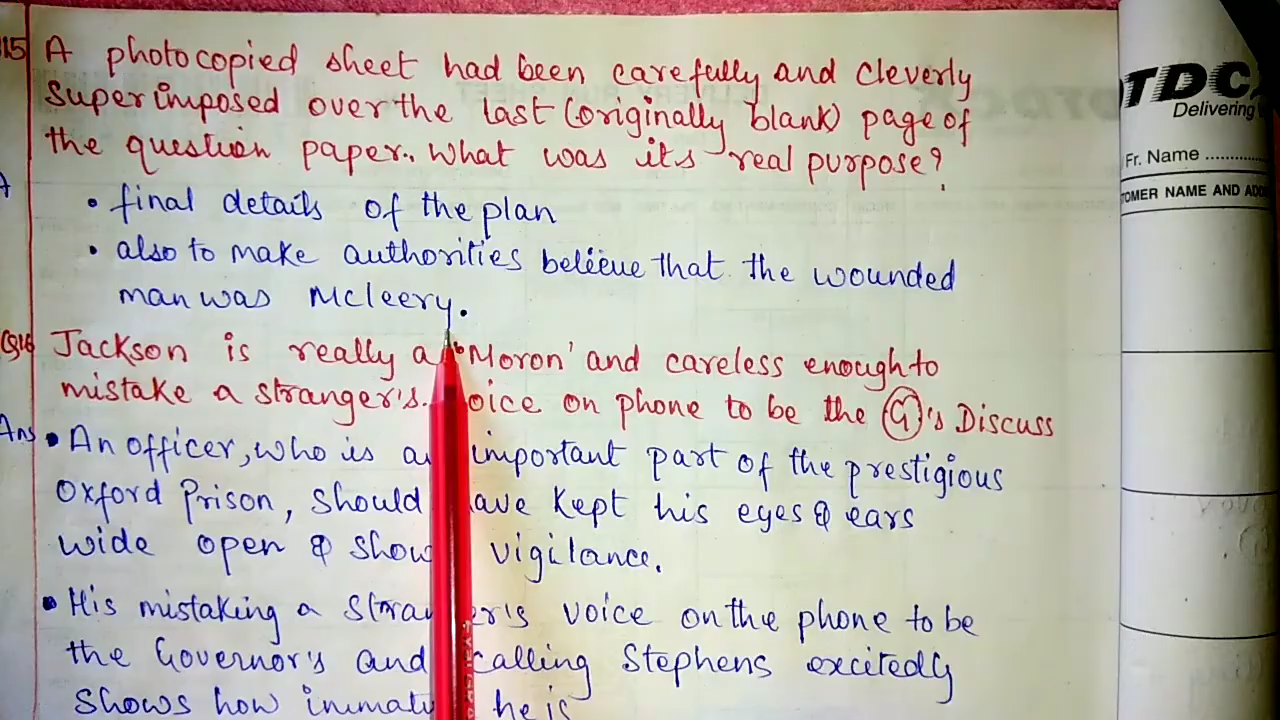 15 A photocopied sheet had been carefully and cleverly
superimposed over the last (originally blank) page of
the question paper.. What was its real purpose?
A
• final details of the plan
• also to make authorities believe that the wounded
man was Mcleery.
Q16 Jackson is really a 'Moron' and careless enough to
mistake a stranger's. voice on phone to be the G's Discuss
Ans • An officer, who is an important part of the prestigious
Oxford Prison, should have kept his eyes & ears
wide open & show vigilance.
• His mistaking a stranger's voice on the phone to be
the Governor's and calling Stephens excitedly
shows how immatu he is
TDC
Delivering
Fr. Name
TOMER NAME AND ADD